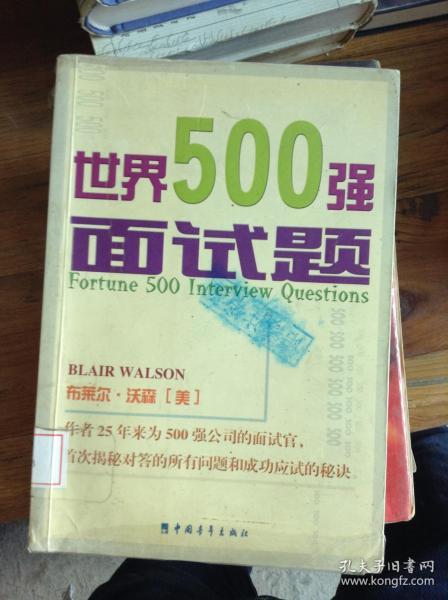 500 500 500
世界500强
面试题
Fortune 500 Interview Questions
BLAIR WALSON
布莱尔·沃森［美］
作者25年来为500强公司的面试官，
首次揭秘对答的所有问题和成功应试的秘诀
中国青年出版社
孔夫子旧书网
www.kongfz.com